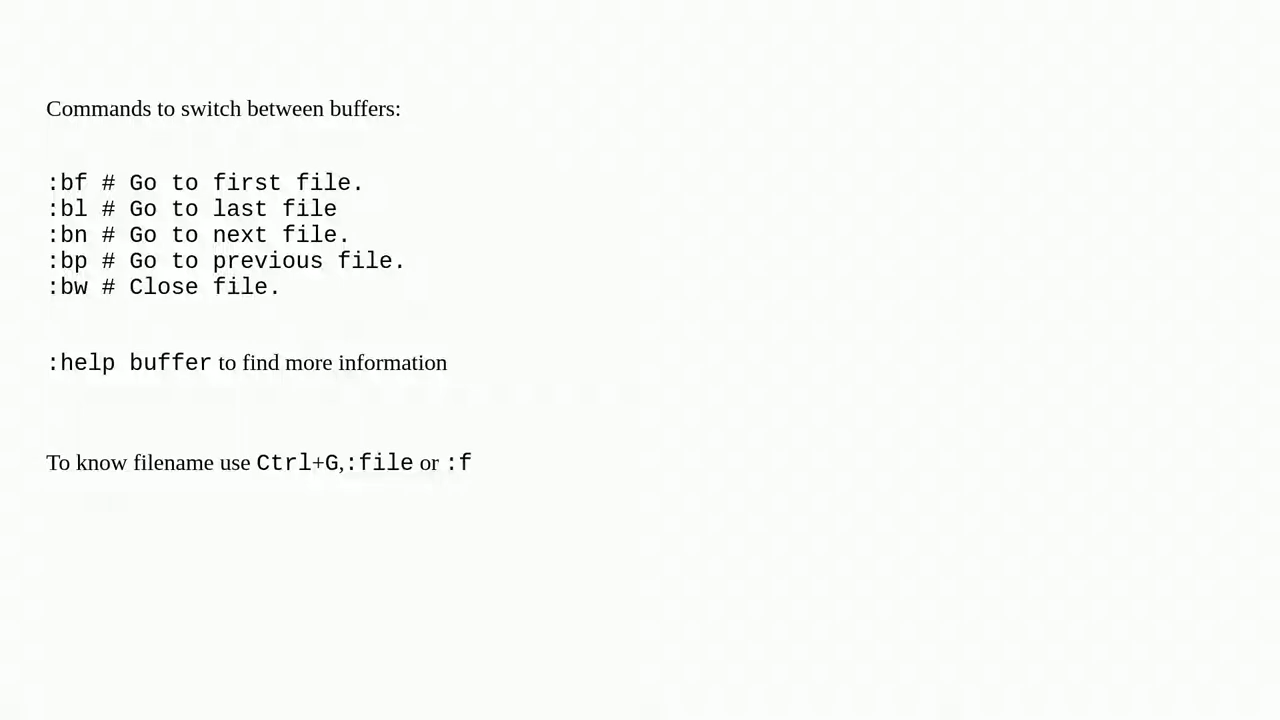 Commands to switch between buffers:
:bf # Go to first file.
:bl # Go to last file
:bn # Go to next file.
:bp # Go to previous file.
:bw # Close file.
:help buffer to find more information
To know filename use Ctrl+G,:file or :f